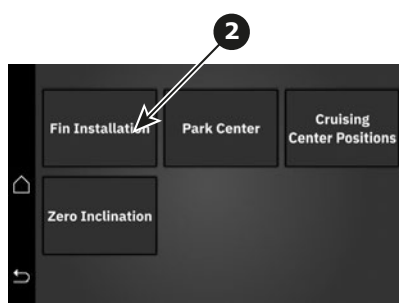 2
Fin Installation
Park Center
Cruising
Center Positions
Zero Inclination